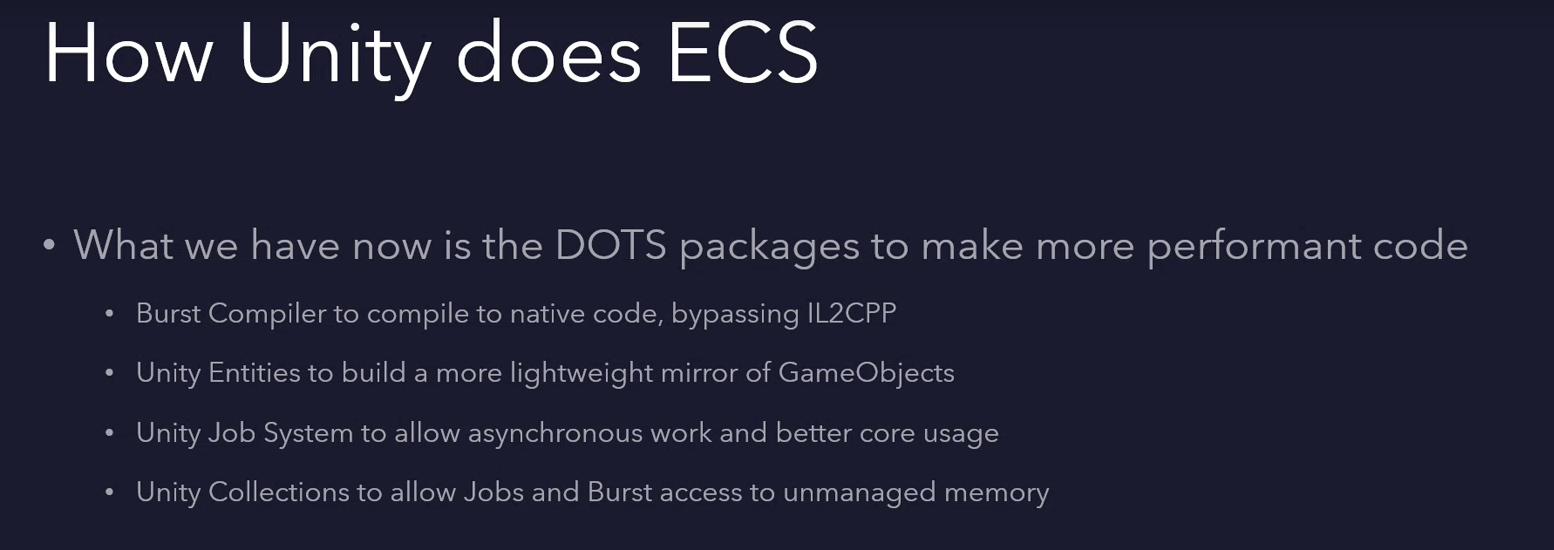 How Unity does ECS
• What we have now is the DOTS packages to make more performant code
• Burst Compiler to compile to native code, bypassing IL2CPP
• Unity Entities to build a more lightweight mirror of GameObjects
• Unity Job System to allow asynchronous work and better core usage
• Unity Collections to allow Jobs and Burst access to unmanaged memory